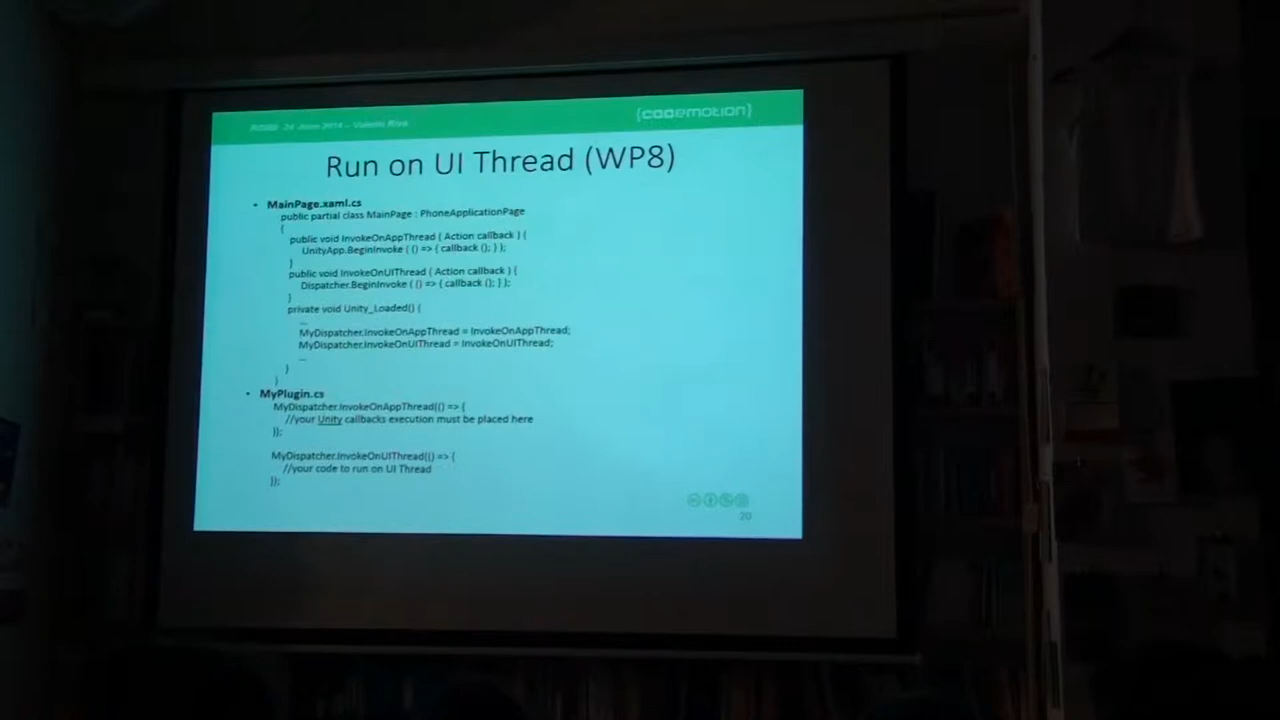 {codemotion}
Run on UI Thread (WP8)
• MainPage.xaml.cs
public partial class MainPage : PhoneApplicationPage
{
public void InvokeOnAppThread ( Action callback ) {
UnityApp.BeginInvoke ( () => { callback (); } );
}
public void InvokeOnUIThread ( Action callback ) {
Dispatcher.BeginInvoke ( () => { callback (); } );
}
private void Unity_Loaded() {
...
MyDispatcher.InvokeOnAppThread = InvokeOnAppThread;
MyDispatcher.InvokeOnUIThread = InvokeOnUIThread;
...
}
}
• MyPlugin.cs
MyDispatcher.InvokeOnAppThread(() => {
//your Unity callbacks execution must be placed here
});
MyDispatcher.InvokeOnUIThread(() => {
//your code to run on UI Thread
});
20